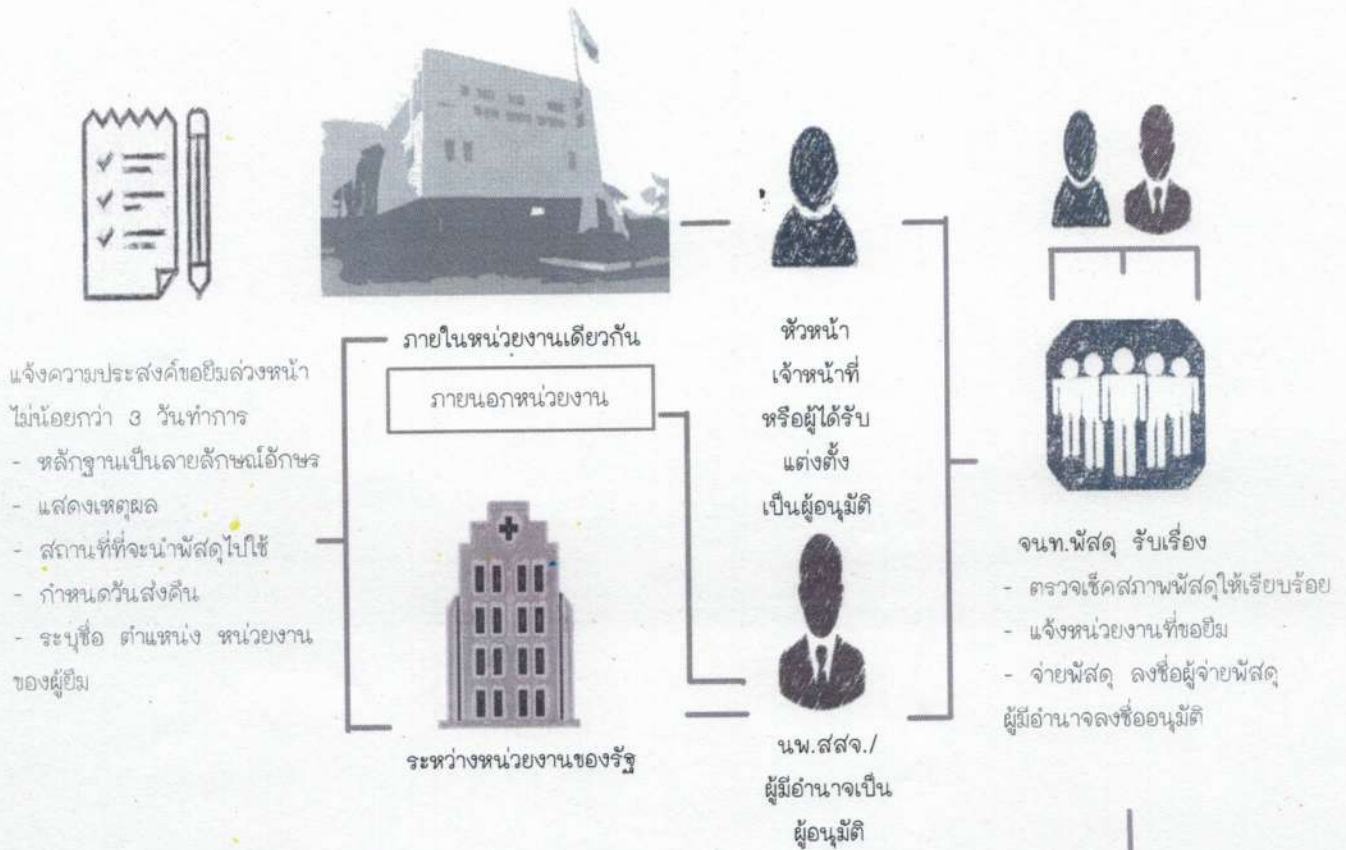 แจ้งความประสงค์ขอยืมล่วงหน้า
ไม่น้อยกว่า 3 วันทำการ
- หลักฐานเป็นลายลักษณ์อักษร
- แสดงเหตุผล
- สถานที่ที่จะนำพัสดุไปใช้
- กำหนดวันส่งคืน
- ระบุชื่อ ตำแหน่ง หน่วยงาน
ของผู้ยืม
ภายในหน่วยงานเดียวกัน
ภายนอกหน่วยงาน
ระหว่างหน่วยงานของรัฐ
หัวหน้า
เจ้าหน้าที่
หรือผู้ได้รับ
แต่งตั้ง
เป็นผู้อนุมัติ
นพ.สสจ./
ผู้มีอำนาจเป็น
ผู้อนุมัติ
จนท.พัสดุ รับเรื่อง
- ตรวจเช็คสภาพพัสดุให้เรียบร้อย
- แจ้งหน่วยงานที่ขอยืม
- จ่ายพัสดุ ลงชื่อผู้จ่ายพัสดุ
ผู้มีอำนาจลงชื่ออนุมัติ